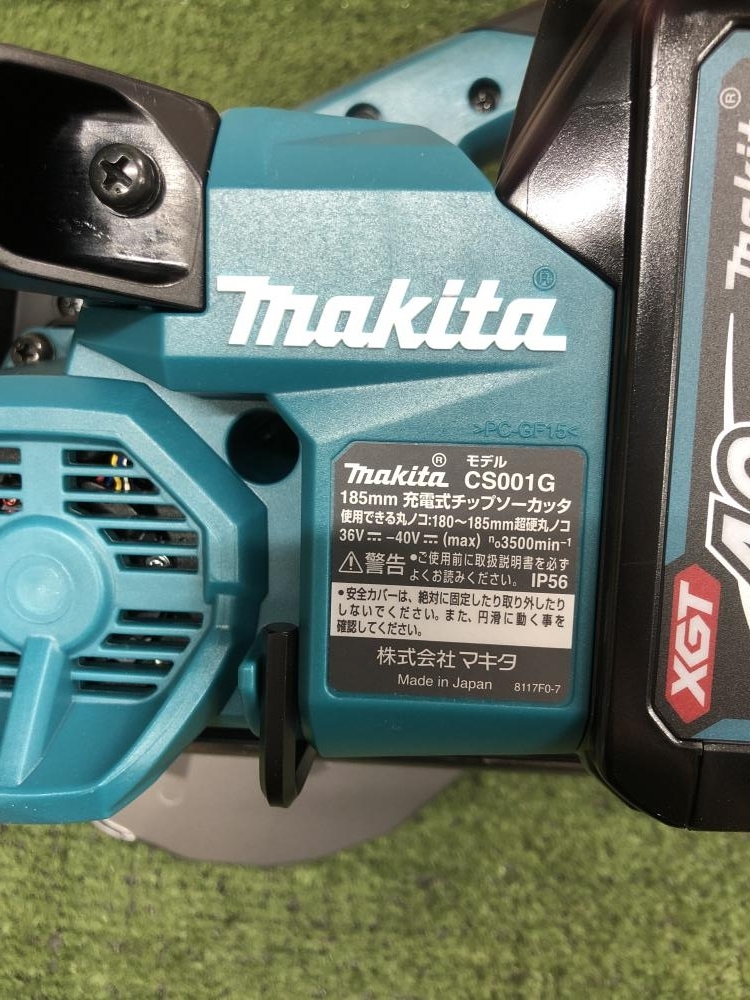 makita®
>PC-GF15<
makita® モデル CS001G
185mm 充電式チップソーカッタ
使用できる丸ノコ:180～185mm超硬丸ノコ
36V⎓-40V⎓(max) n₀3500min⁻¹
⚠警告 •ご使用前に取扱説明書を必ず
よくお読みください。 IP56
•安全カバーは、絶対に固定したり取り外したり
しないでください。また、円滑に動く事を
確認してください。
株式会社 マキタ
Made in Japan 8117F0-7
XGT